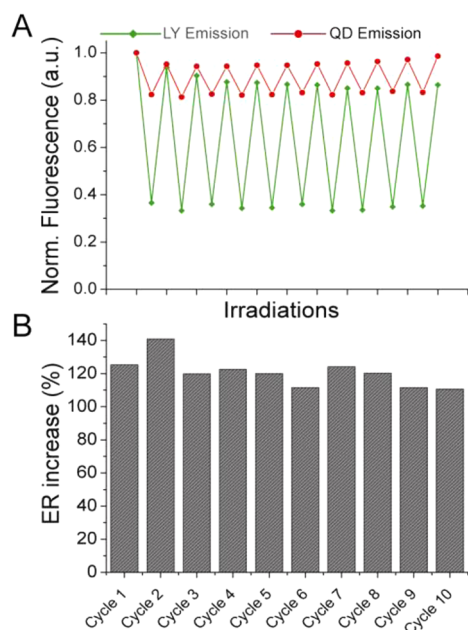 A
LY Emission QD Emission
Norm. Fluorescence (a.u.)
1.0
0.8
0.6
0.4
0.2
0.0
Irradiations
B
ER increase (%)
140
120
100
80
60
40
20
0
Cycle 1 Cycle 2 Cycle 3 Cycle 4 Cycle 5 Cycle 6 Cycle 7 Cycle 8 Cycle 9 Cycle 10